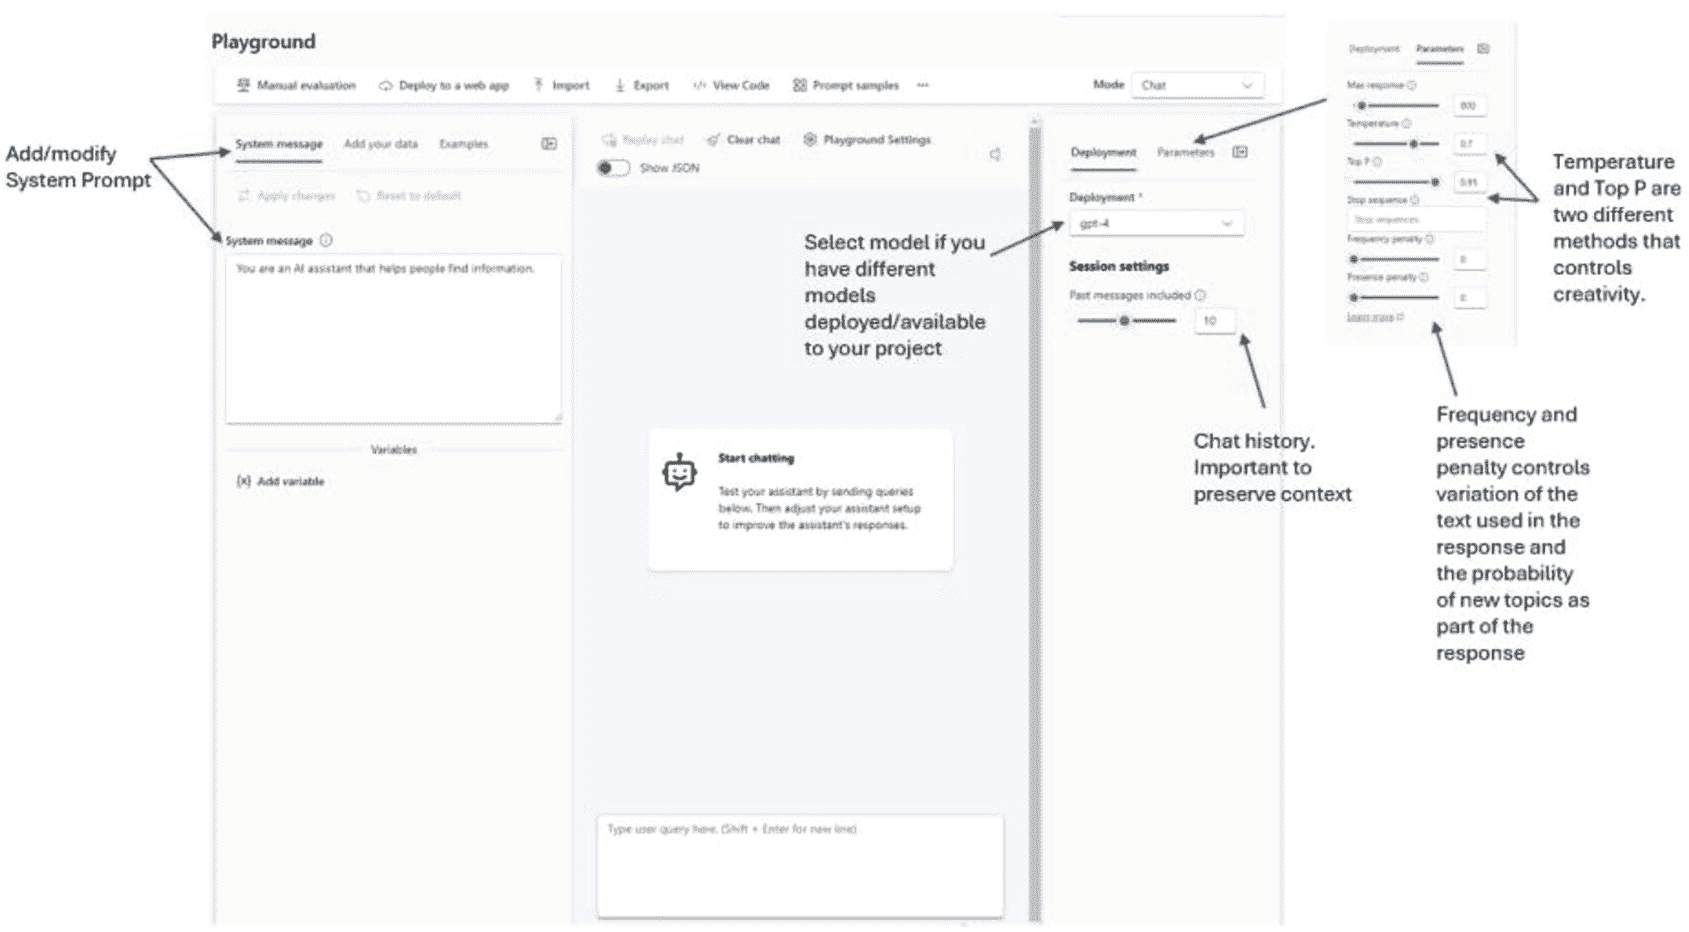 Playground
Manual evaluation
Deploy to a web app
Import
Export
View Code
Prompt samples
Mode
Chat
Add/modify
System Prompt
System message
Add your data
Examples
Apply changes
Reset to default
System message
You are an AI assistant that helps people find information.
Variables
{x} Add variable
Replay chat
Clear chat
Playground Settings
Show JSON
Select model if you
have different
models
deployed/available
to your project
Start chatting
Test your assistant by sending queries
below. Then adjust your assistant setup
to improve the assistant's responses.
Type user query here. (Shift + Enter for new line)
Deployment
Parameters
Deployment *
gpt-4
Session settings
Past messages included
10
Chat history.
Important to
preserve context
Deployment
Parameters
Max response
800
Temperature
0.7
Top P
0.95
Stop sequence
Stop sequences
Frequency penalty
0
Presence penalty
0
Learn more
Temperature
and Top P are
two different
methods that
controls
creativity.
Frequency and
presence
penalty controls
variation of the
text used in the
response and
the probability
of new topics as
part of the
response